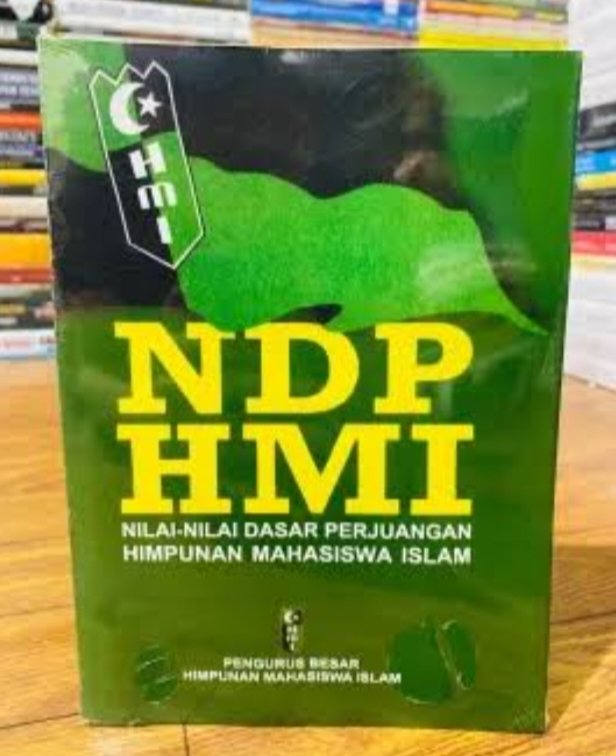 HMI
NDP
HMI
NILAI-NILAI DASAR PERJUANGAN
HIMPUNAN MAHASISWA ISLAM
PENGURUS BESAR
HIMPUNAN MAHASISWA ISLAM